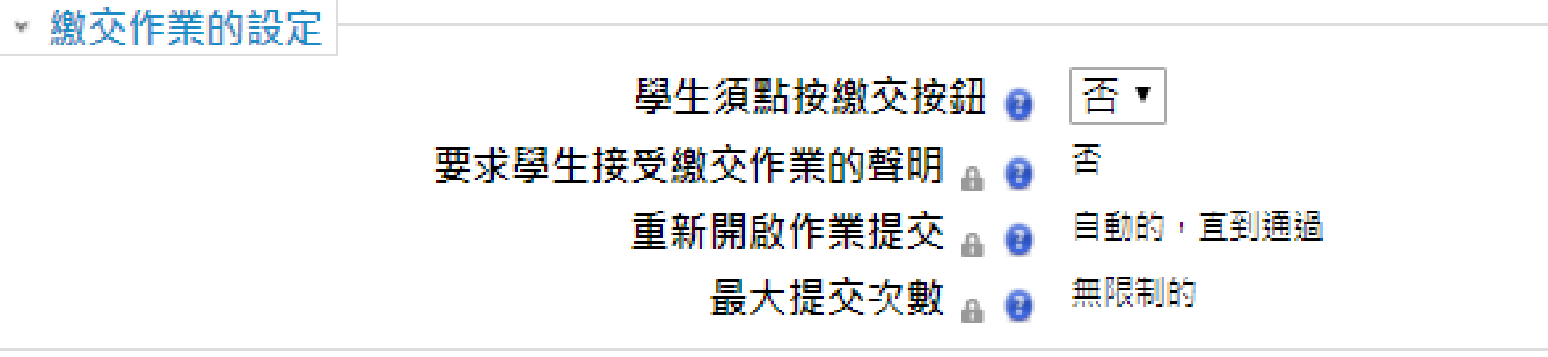 繳交作業的設定
學生須點按繳交按鈕 否
要求學生接受繳交作業的聲明 否
重新開啟作業提交 自動的，直到通過
最大提交次數 無限制的